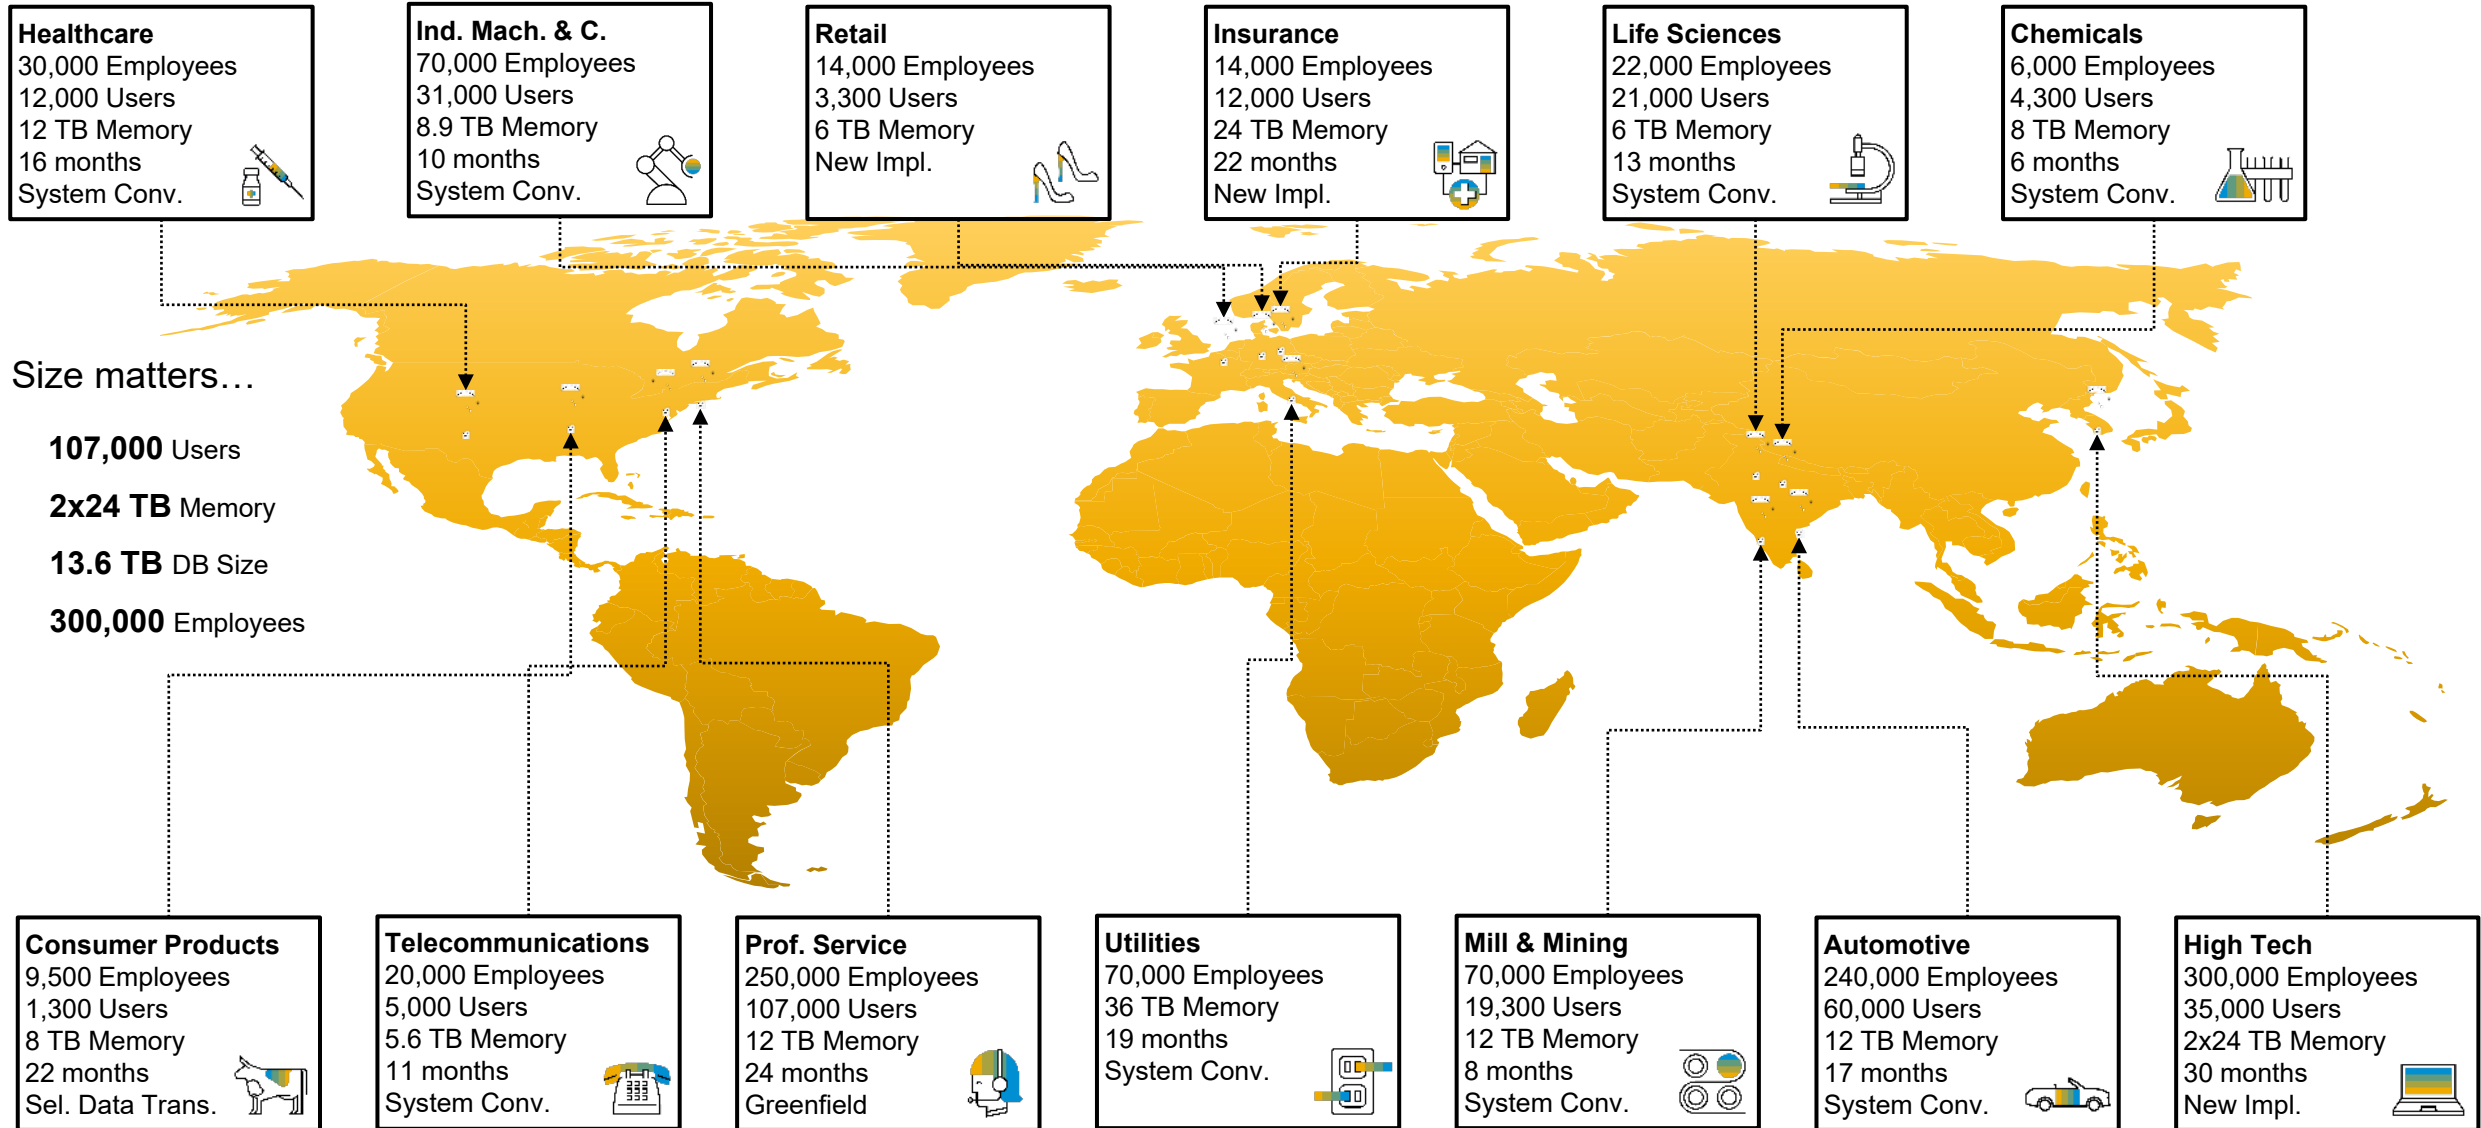 Healthcare
30,000 Employees
12,000 Users
12 TB Memory
16 months
System Conv.
Ind. Mach. & C.
70,000 Employees
31,000 Users
8.9 TB Memory
10 months
System Conv.
Retail
14,000 Employees
3,300 Users
6 TB Memory
New Impl.
Insurance
14,000 Employees
12,000 Users
24 TB Memory
22 months
New Impl.
Life Sciences
22,000 Employees
21,000 Users
6 TB Memory
13 months
System Conv.
Chemicals
6,000 Employees
4,300 Users
8 TB Memory
6 months
System Conv.
Size matters…
107,000 Users
2x24 TB Memory
13.6 TB DB Size
300,000 Employees
Consumer Products
9,500 Employees
1,300 Users
8 TB Memory
22 months
Sel. Data Trans.
Telecommunications
20,000 Employees
5,000 Users
5.6 TB Memory
11 months
System Conv.
Prof. Service
250,000 Employees
107,000 Users
12 TB Memory
24 months
Greenfield
Utilities
70,000 Employees
36 TB Memory
19 months
System Conv.
Mill & Mining
70,000 Employees
19,300 Users
12 TB Memory
8 months
System Conv.
Automotive
240,000 Employees
60,000 Users
12 TB Memory
17 months
System Conv.
High Tech
300,000 Employees
35,000 Users
2x24 TB Memory
30 months
New Impl.